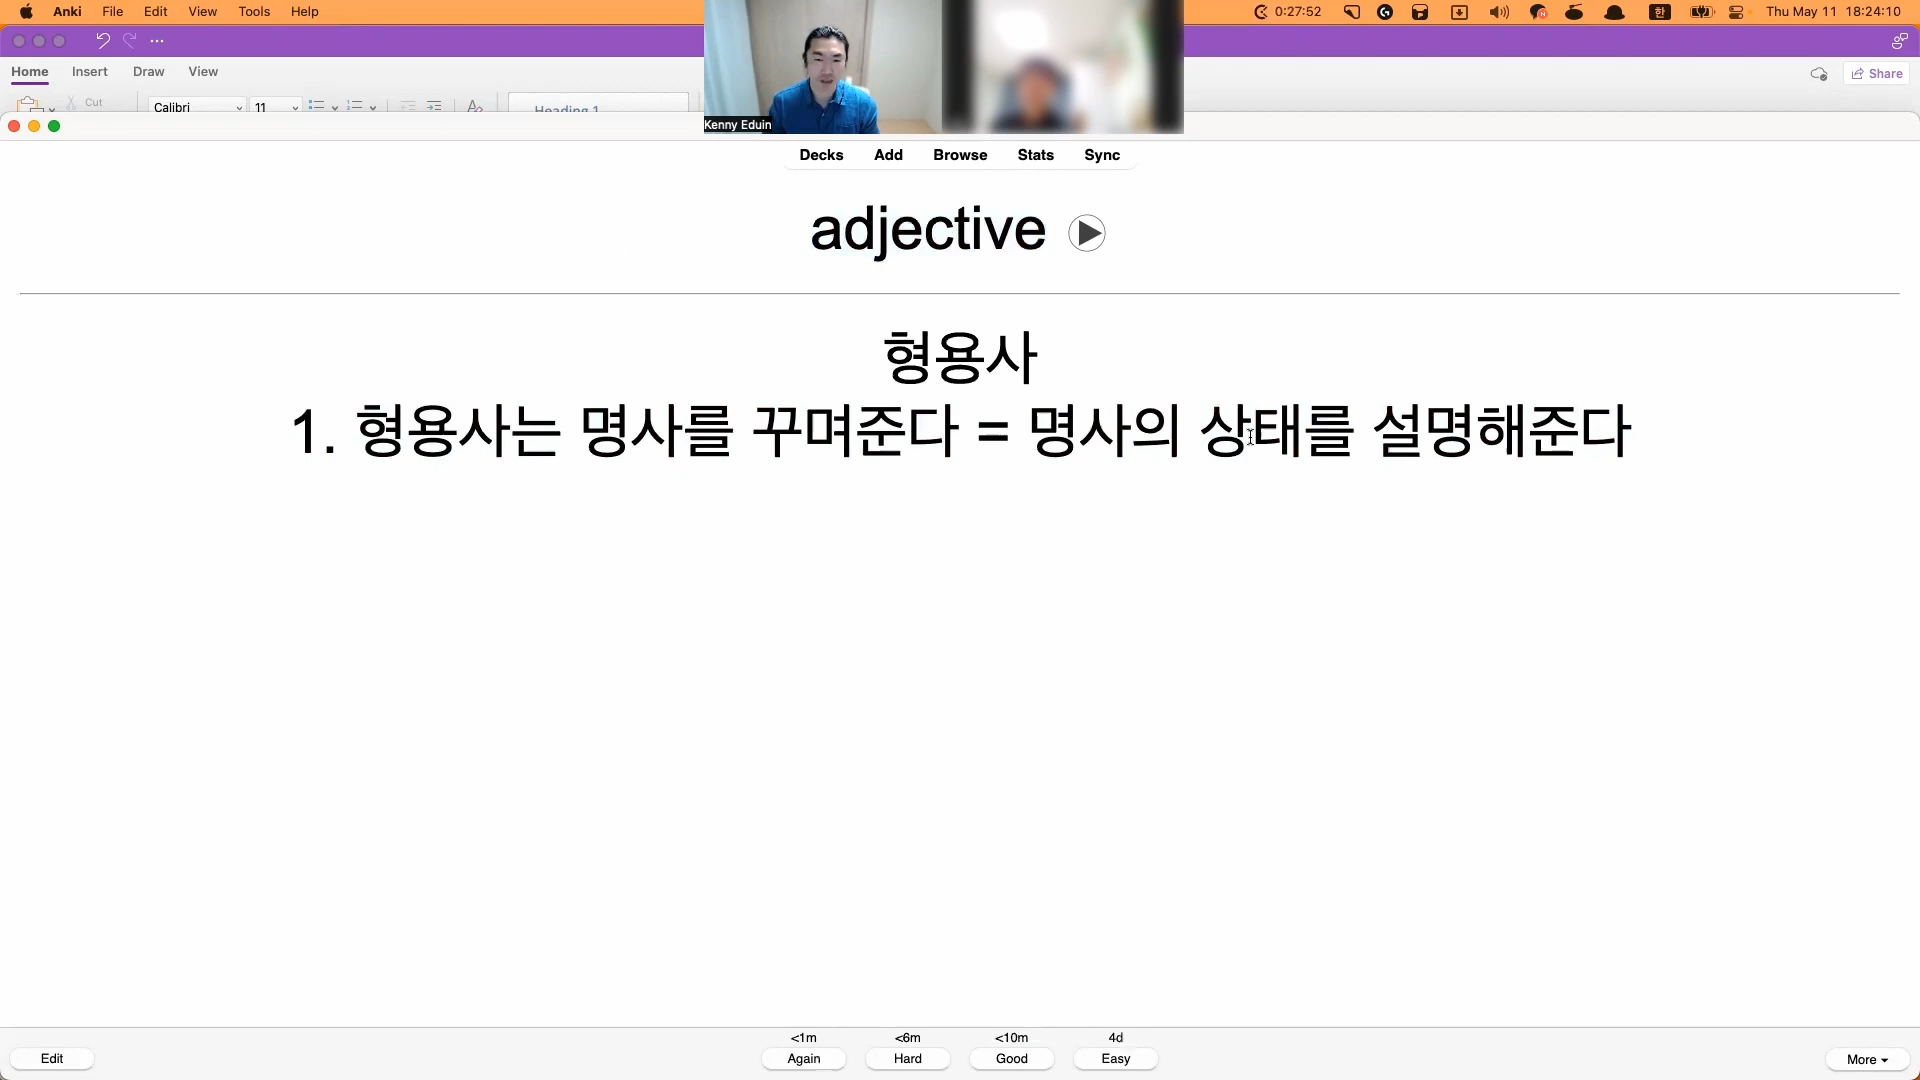 Anki File Edit View Tools Help 0:27:52 한 Thu May 11 18:24:10
Home Insert Draw View Share
Cut Calibri 11 Heading 1
Kenny Eduin
Decks Add Browse Stats Sync
adjective
형용사
1. 형용사는 명사를 꾸며준다 = 명사의 상태를 설명해준다
<1m <6m <10m 4d
Edit Again Hard Good Easy More